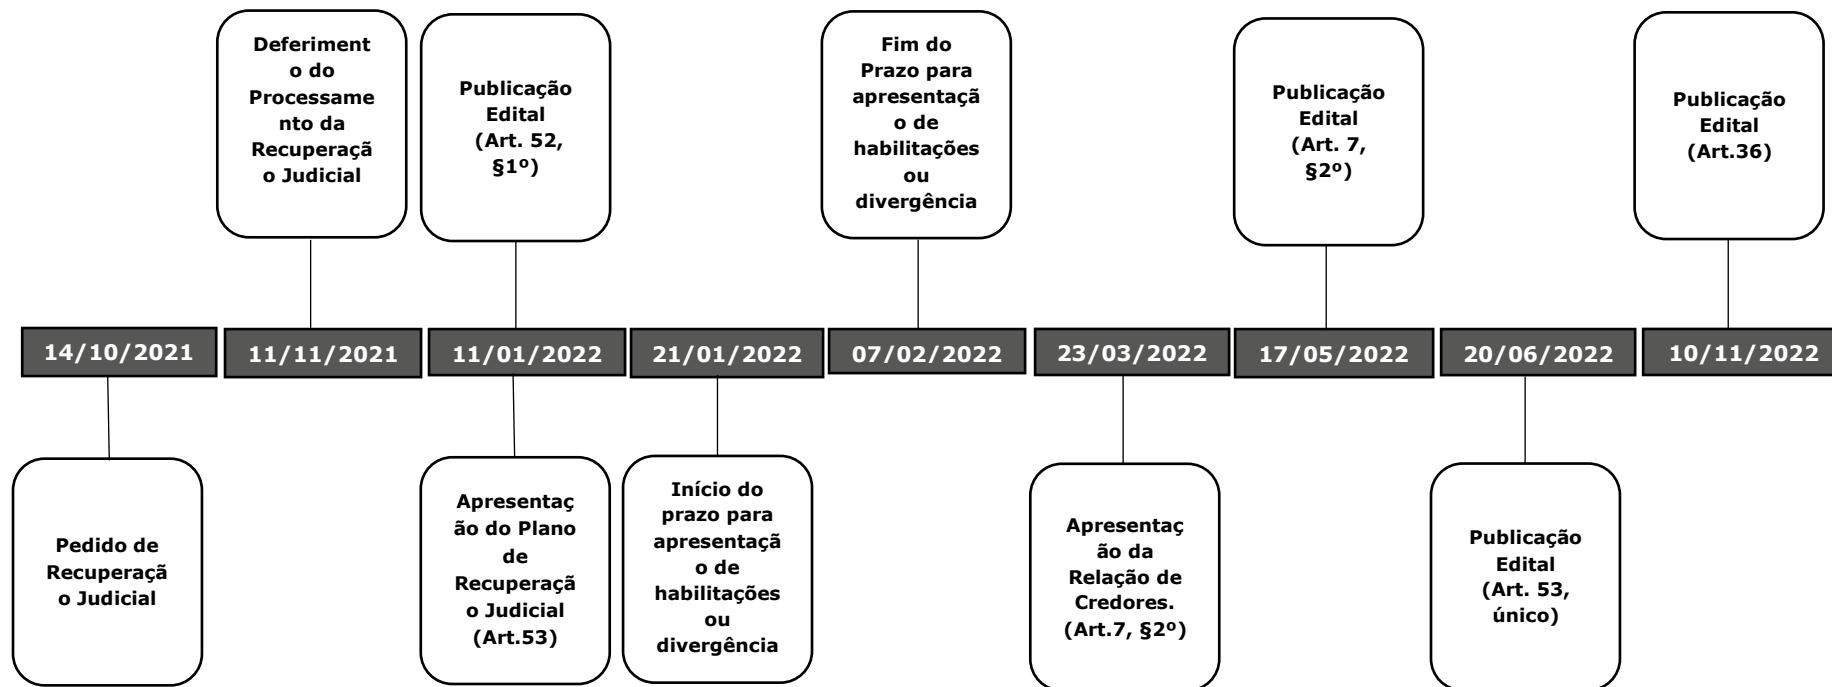 Deferiment
o do
Processame
nto da
Recuperaçã
o Judicial
Publicação
Edital
(Art. 52,
§1º)
Fim do
Prazo para
apresentaçã
o de
habilitações
ou
divergência
Publicação
Edital
(Art. 7,
§2º)
Publicação
Edital
(Art.36)
14/10/2021
11/11/2021
11/01/2022
21/01/2022
07/02/2022
23/03/2022
17/05/2022
20/06/2022
10/11/2022
Pedido de
Recuperaçã
o Judicial
Apresentaç
ão do Plano
de
Recuperaçã
o Judicial
(Art.53)
Início do
prazo para
apresentaçã
o de
habilitações
ou
divergência
Apresentaç
ão da
Relação de
Credores.
(Art.7, §2º)
Publicação
Edital
(Art. 53,
único)